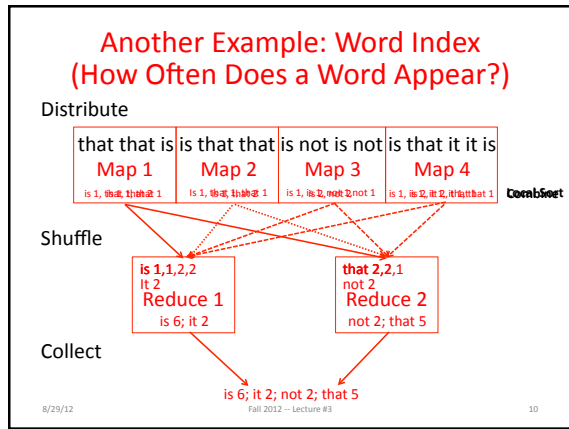 Another Example: Word Index
(How Often Does a Word Appear?)
Distribute
that that is is that that is not is not is that it it is
Map 1 Map 2 Map 3 Map 4
Shuffle
is 1,1,2,2 that 2,2,1
It 2 not 2
Reduce 1 Reduce 2
is 6; it 2 not 2; that 5
Collect
is 6; it 2; not 2; that 5
8/29/12 Fall 2012 -- Lecture #3 10